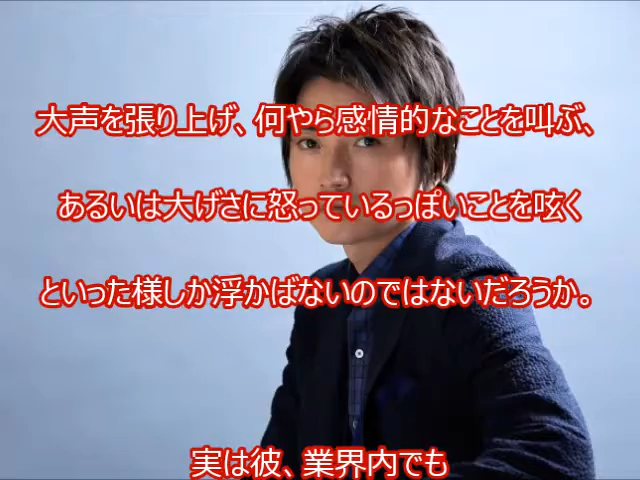 大声を張り上げ、何やら感情的なことを叫ぶ、
あるいは大げさに怒っているっぽいことを呟く
といった様しか浮かばないのではないだろうか。
実は彼、業界内でも